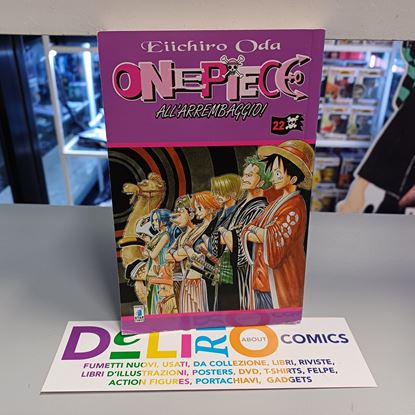 Eiichiro Oda
ONE PIECE
ALL'ARREMBAGGIO!
22
DeLiRiO
ABOUT
COMICS
FUMETTI NUOVI, USATI, DA COLLEZIONE, LIBRI, RIVISTE,
LIBRI D'ILLUSTRAZIONI, POSTERS, DVD, T-SHIRTS, FELPE,
ACTION FIGURES, PORTACHIAVI, GADGETS